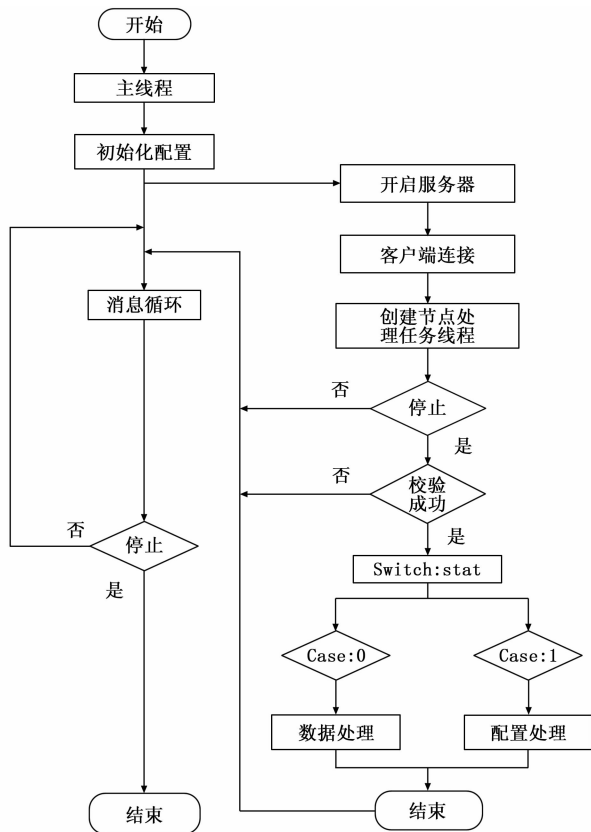 开始
主线程
初始化配置
开启服务器
客户端连接
消息循环
创建节点处
理任务线程
否
停止
是
否
校验
成功
是
否
停止
是
Switch:stat
Case:0
Case:1
数据处理
配置处理
结束
结束